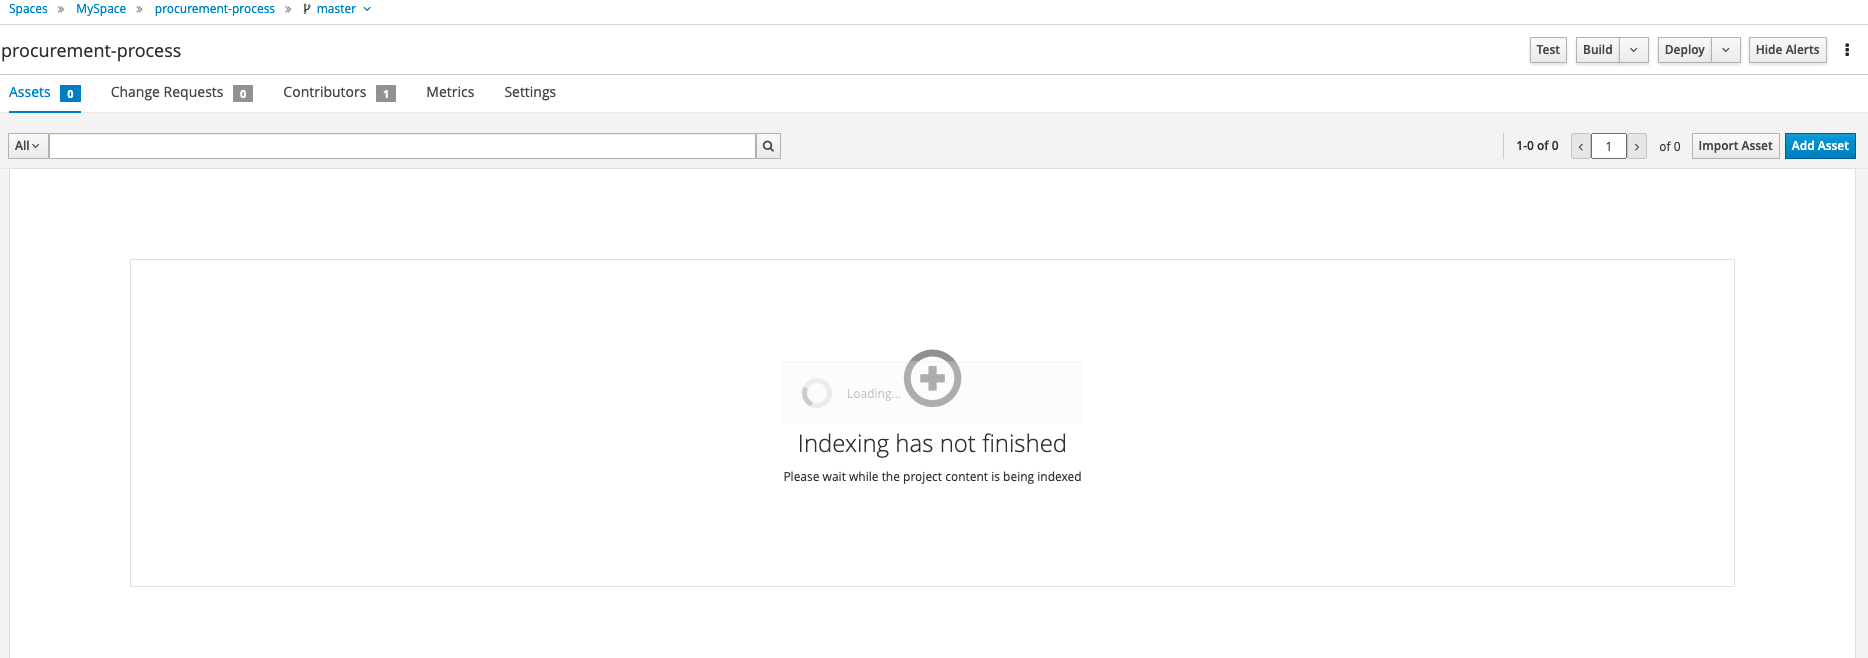 Spaces » MySpace » procurement-process » master
procurement-process
Test Build Deploy Hide Alerts
Assets 0 Change Requests 0 Contributors 1 Metrics Settings
All 1-0 of 0 < 1 > of 0 Import Asset Add Asset
Loading...
Indexing has not finished
Please wait while the project content is being indexed